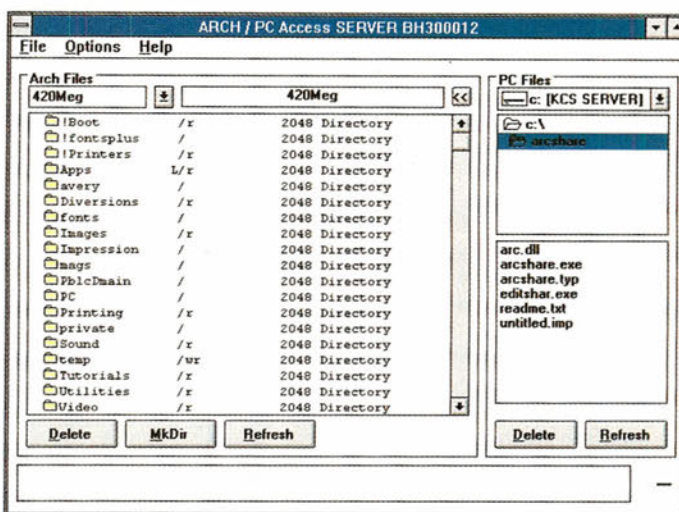 ARCH / PC Access SERVER BH300012
File Options Help
Arch Files
420Meg 420Meg <<
!Boot /r 2048 Directory
!fontsplus / 2048 Directory
!Printers /r 2048 Directory
Apps L/r 2048 Directory
avery / 2048 Directory
Diversions /r 2048 Directory
fonts / 2048 Directory
Images /r 2048 Directory
Impression / 2048 Directory
mags / 2048 Directory
PblcDmain / 2048 Directory
PC / 2048 Directory
Printing /r 2048 Directory
private / 2048 Directory
Sound /r 2048 Directory
temp /wr 2048 Directory
Tutorials /r 2048 Directory
Utilities /r 2048 Directory
Video /r 2048 Directory
Delete MkDir Refresh
PC Files
c: [KCS SERVER]
c:\
arcshare
arc.dll
arcshare.exe
arcshare.typ
editshar.exe
readme.txt
untitled.imp
Delete Refresh